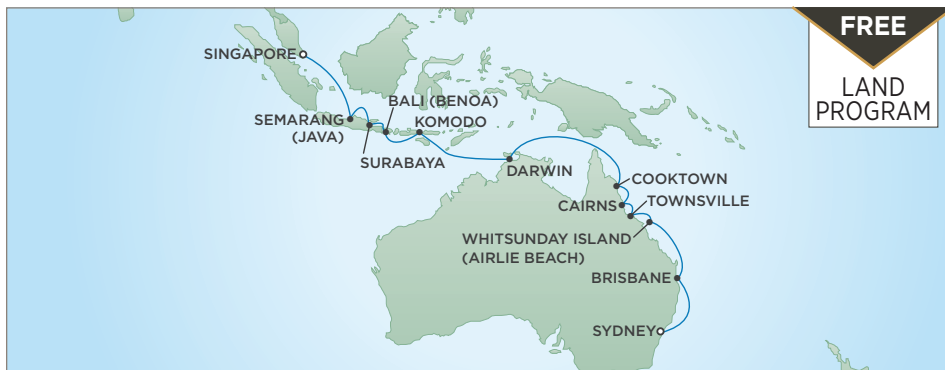 FREE
LAND
PROGRAM
SINGAPORE
BALI (BENOA)
SEMARANG
(JAVA)
KOMODO
SURABAYA
DARWIN
COOKTOWN
CAIRNS
TOWNSVILLE
WHITSUNDAY ISLAND
(AIRLIE BEACH)
BRISBANE
SYDNEY